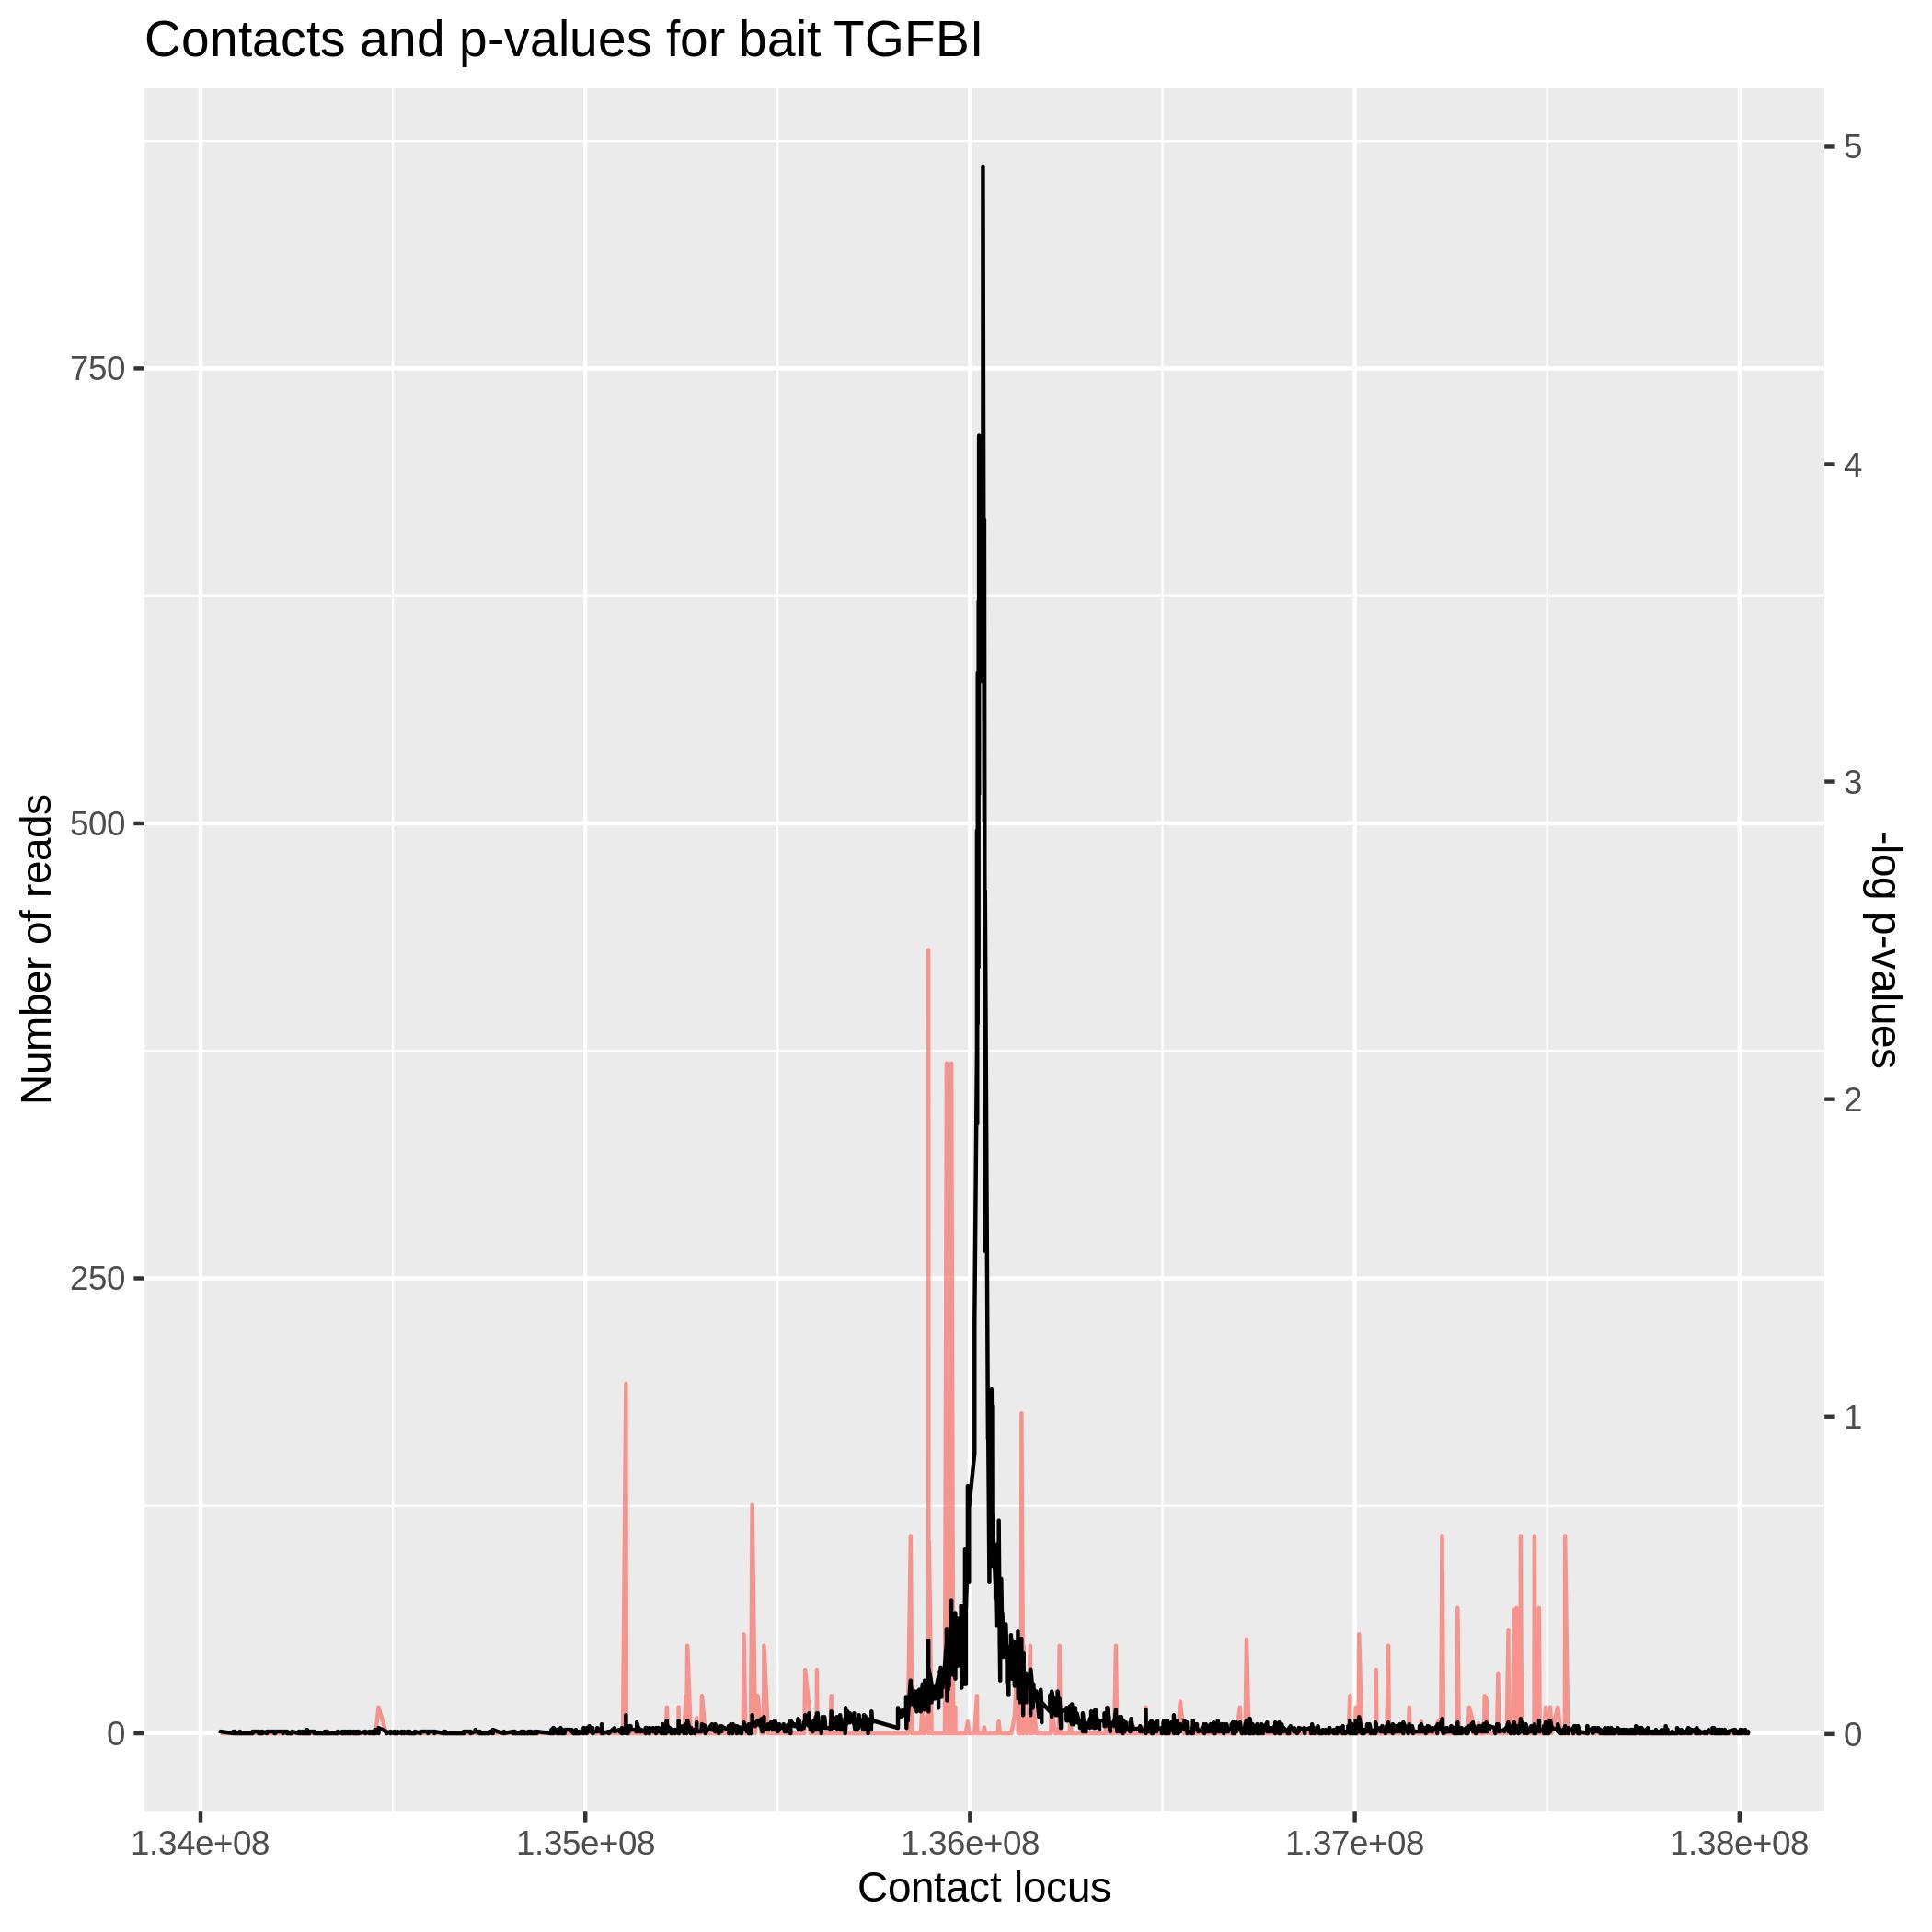 Contacts and p-values for bait TGFBI
750
500
250
0
Number of reads
5
4
3
2
1
0
-log p-values
1.34e+08
1.35e+08
1.36e+08
1.37e+08
1.38e+08
Contact locus